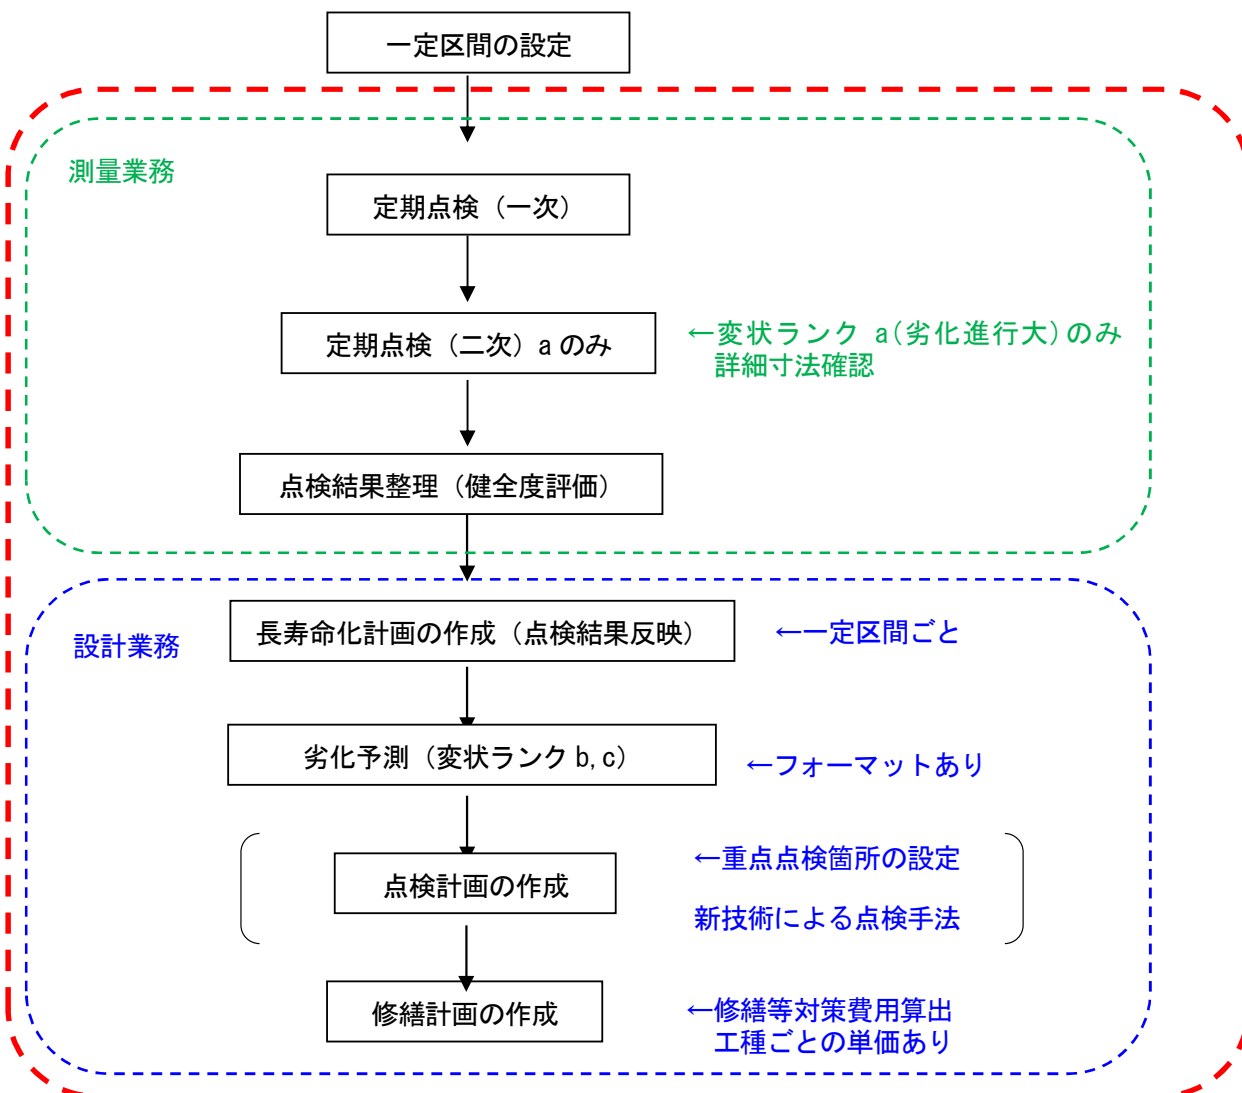 一定区間の設定
測量業務
定期点検（一次）
定期点検（二次）aのみ
←変状ランク a(劣化進行大)のみ
詳細寸法確認
点検結果整理（健全度評価）
設計業務
長寿命化計画の作成（点検結果反映）
←一定区間ごと
劣化予測（変状ランクb,c）
←フォーマットあり
点検計画の作成
←重点点検箇所の設定
新技術による点検手法
修繕計画の作成
←修繕等対策費用算出
工種ごとの単価あり